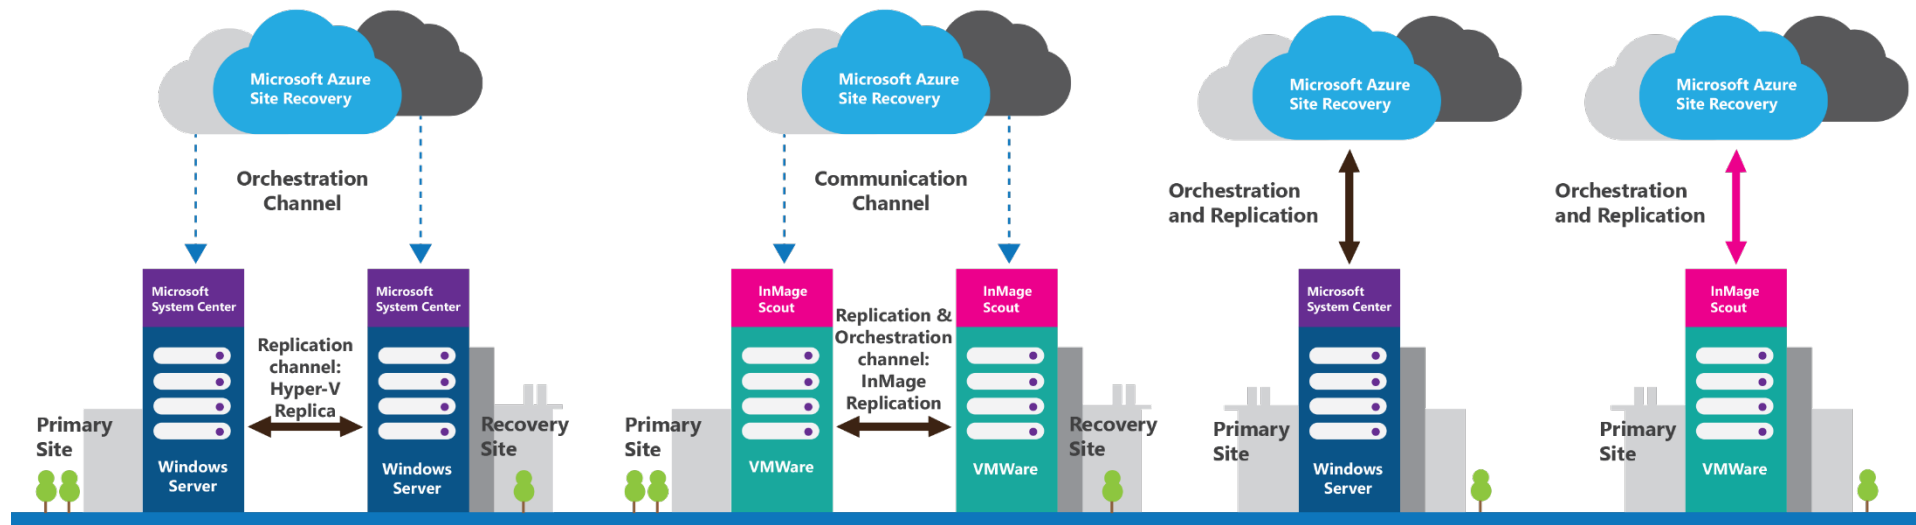 Microsoft Azure
Site Recovery
Orchestration
Channel
Microsoft
System Center
Microsoft
System Center
Replication
channel:
Hyper-V
Replica
Primary
Site
Recovery
Site
Windows
Server
Windows
Server
Microsoft Azure
Site Recovery
Communication
Channel
InMage
Scout
InMage
Scout
Replication &
Orchestration
channel:
InMage
Replication
Primary
Site
Recovery
Site
VMWare
VMWare
Microsoft Azure
Site Recovery
Orchestration
and Replication
Microsoft
System Center
Primary
Site
Windows
Server
Microsoft Azure
Site Recovery
Orchestration
and Replication
InMage
Scout
Primary
Site
VMWare